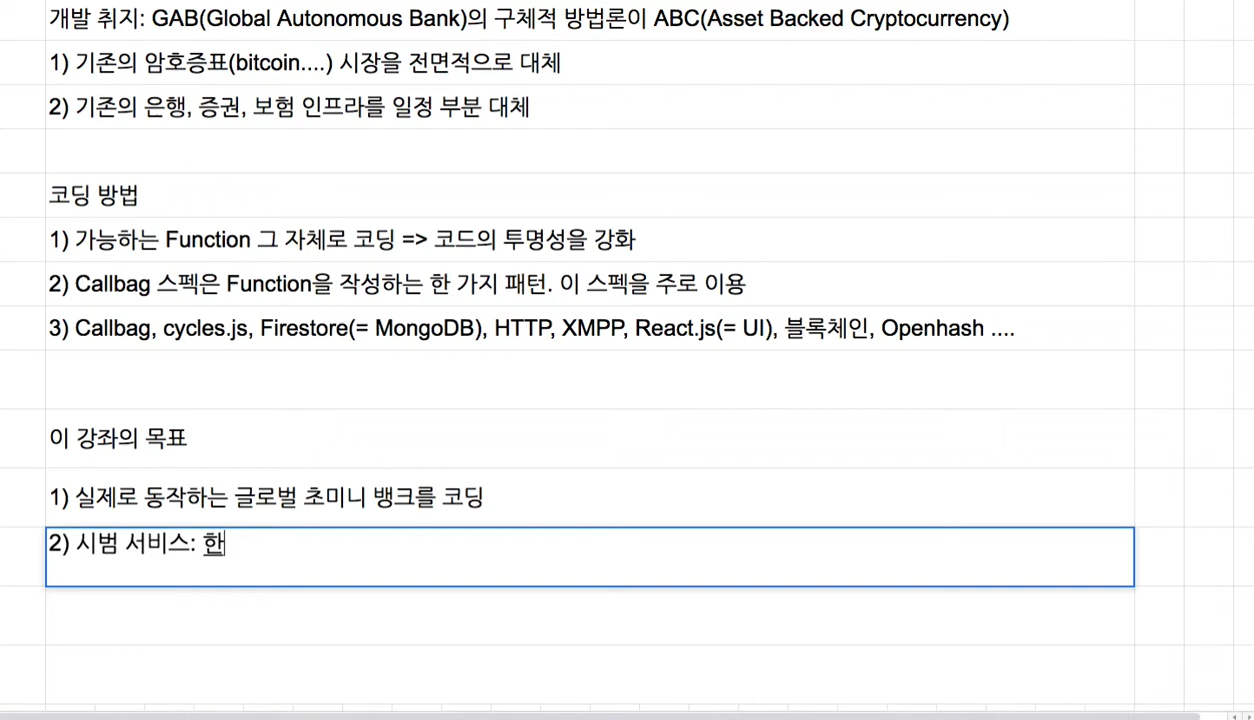 개발 취지: GAB(Global Autonomous Bank)의 구체적 방법론이 ABC(Asset Backed Cryptocurrency)
1) 기존의 암호증표(bitcoin....) 시장을 전면적으로 대체
2) 기존의 은행, 증권, 보험 인프라를 일정 부분 대체
코딩 방법
1) 가능하는 Function 그 자체로 코딩 => 코드의 투명성을 강화
2) Callbag 스펙은 Function을 작성하는 한 가지 패턴. 이 스펙을 주로 이용
3) Callbag, cycles.js, Firestore(= MongoDB), HTTP, XMPP, React.js(= UI), 블록체인, Openhash ....
이 강좌의 목표
1) 실제로 동작하는 글로벌 초미니 뱅크를 코딩
2) 시범 서비스: 한